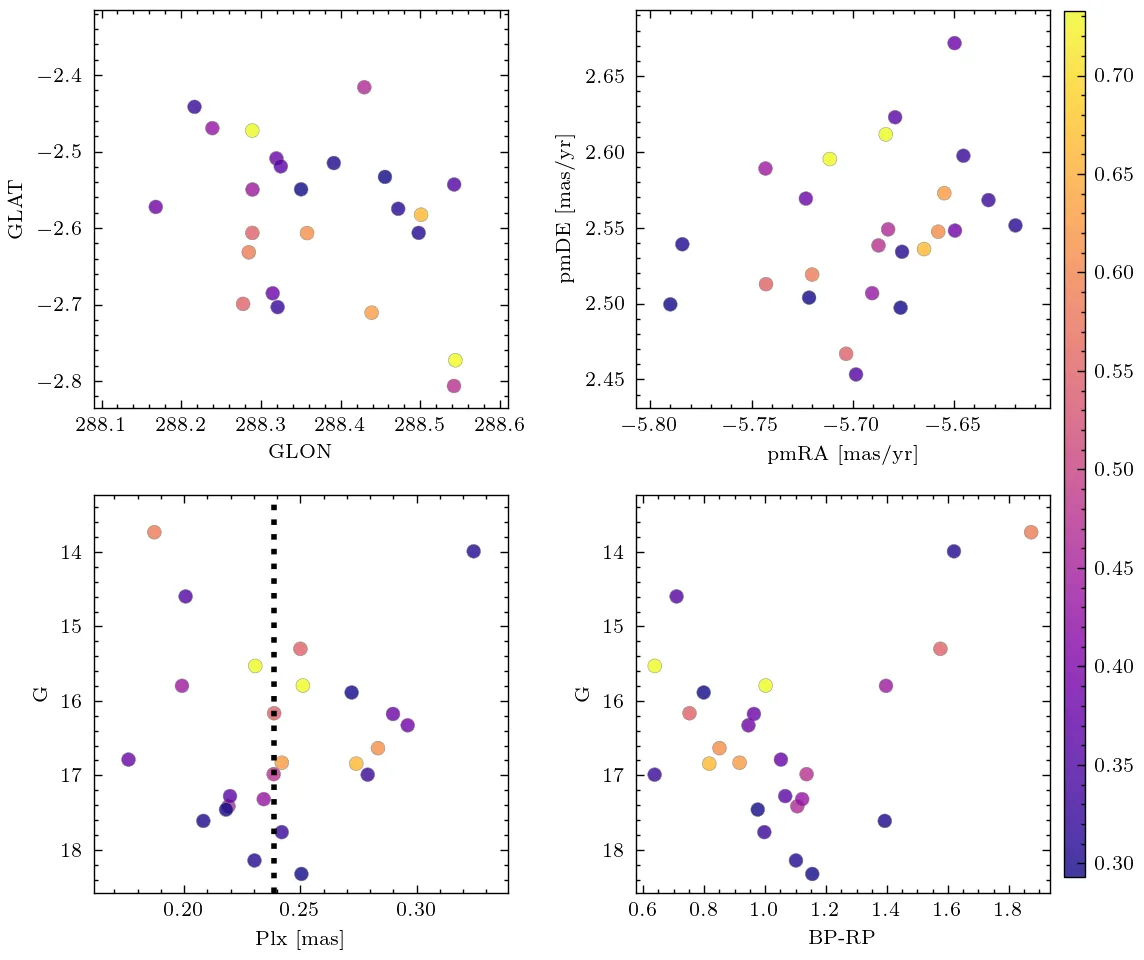 −2.4
−2.5
−2.6
−2.7
−2.8
GLAT
288.1 288.2 288.3 288.4 288.5 288.6
GLON
2.65
2.60
2.55
2.50
2.45
pmDE [mas/yr]
−5.80 −5.75 −5.70 −5.65
pmRA [mas/yr]
14
15
16
17
18
G
0.20 0.25 0.30
Plx [mas]
14
15
16
17
18
G
0.6 0.8 1.0 1.2 1.4 1.6 1.8
BP-RP
0.70
0.65
0.60
0.55
0.50
0.45
0.40
0.35
0.30